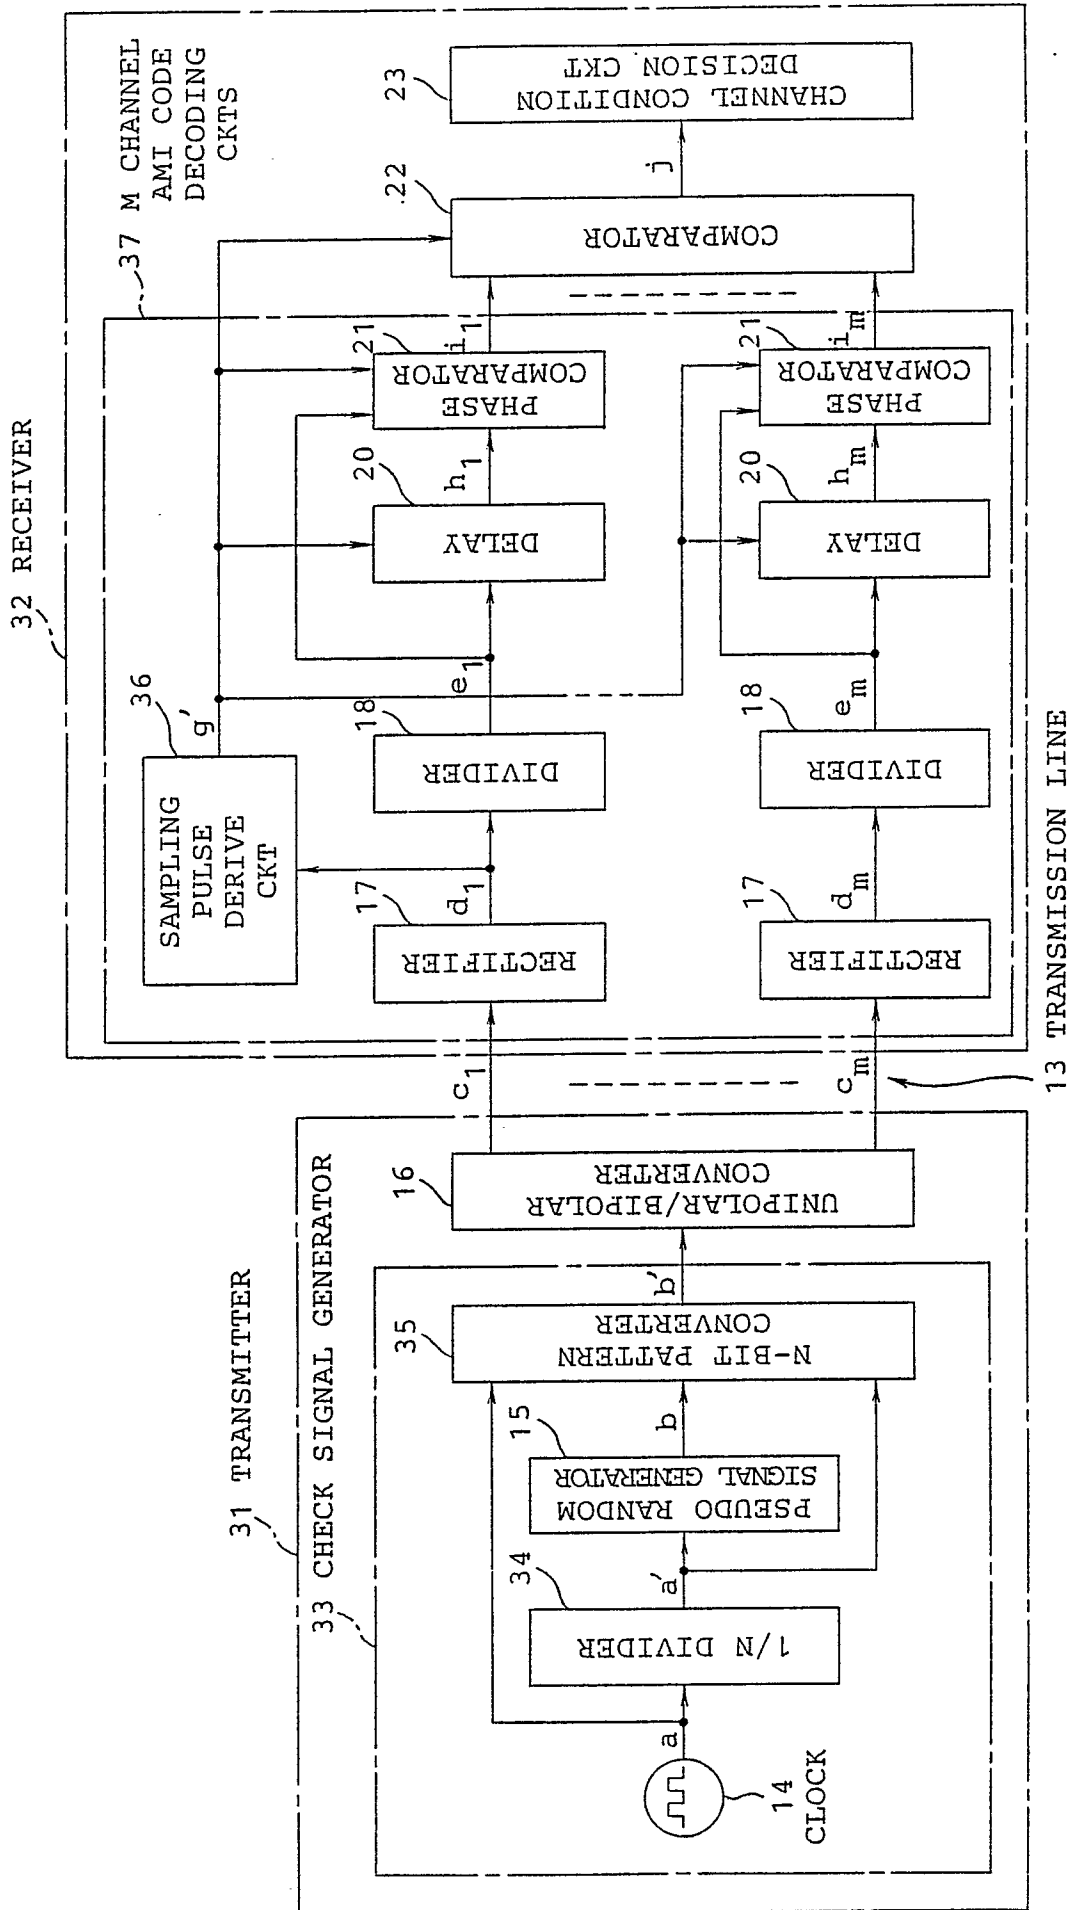 31 TRANSMITTER
33 CHECK SIGNAL GENERATOR
14
CLOCK
a
34
1/N DIVIDER
a'
15
PSEUDO RANDOM
SIGNAL GENERATOR
b
35
N-BIT PATTERN
CONVERTER
b'
16
UNIPOLAR/BIPOLAR
CONVERTER
c1
cm
13 TRANSMISSION LINE
32 RECEIVER
37 M CHANNEL
AMI CODE
DECODING
CKTS
36
SAMPLING
PULSE
DERIVE
CKT
g'
17
RECTIFIER
d1
18
DIVIDER
e1
20
DELAY
h1
21
PHASE
COMPARATOR
i1
17
RECTIFIER
dm
18
DIVIDER
em
20
DELAY
hm
21
PHASE
COMPARATOR
im
22
COMPARATOR
j
23
CHANNEL CONDITION
DECISION CKT